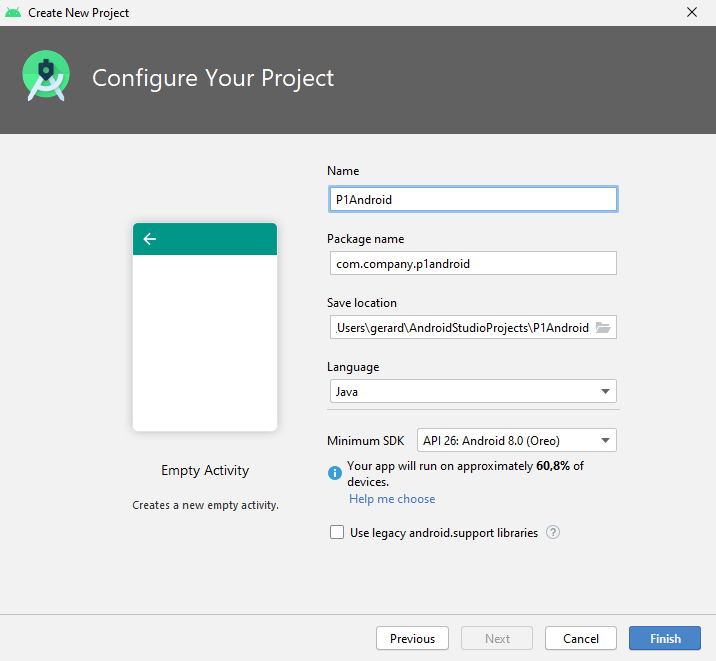 Create New Project
Configure Your Project
Name
P1Android
Package name
com.company.p1android
Save location
Users\gerard\AndroidStudioProjects\P1Android
Language
Java
Minimum SDK
API 26: Android 8.0 (Oreo)
Your app will run on approximately 60,8% of
devices.
Help me choose
Use legacy android.support libraries ?
Empty Activity
Creates a new empty activity.
Previous
Next
Cancel
Finish